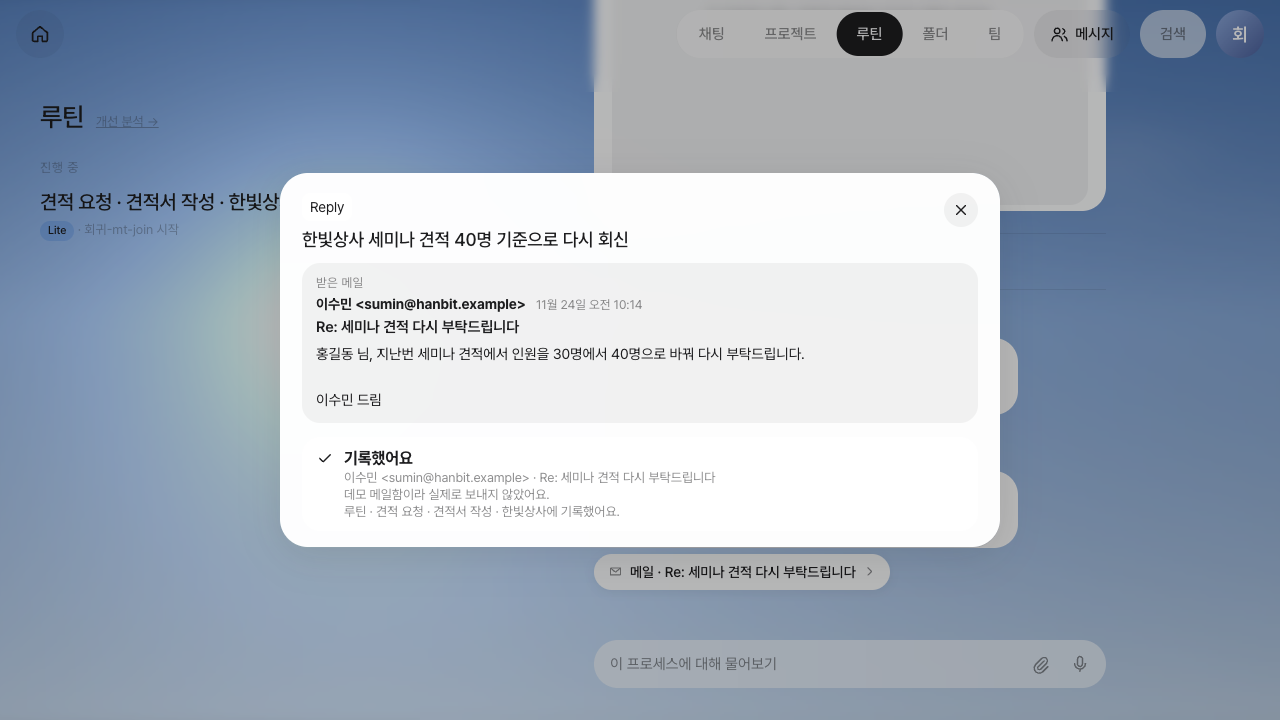 채팅
프로젝트
루틴
폴더
팀
메시지
검색
회
루틴
개선 분석 →
진행 중
견적 요청 · 견적서 작성 · 한빛상
Lite · 회귀-mt-join 시작
Reply
한빛상사 세미나 견적 40명 기준으로 다시 회신
받은 메일
이수민 <sumin@hanbit.example> 11월 24일 오전 10:14
Re: 세미나 견적 다시 부탁드립니다
홍길동 님, 지난번 세미나 견적에서 인원을 30명에서 40명으로 바꿔 다시 부탁드립니다.
이수민 드림
기록했어요
이수민 <sumin@hanbit.example> · Re: 세미나 견적 다시 부탁드립니다
데모 메일함이라 실제로 보내지 않았어요.
루틴 · 견적 요청 · 견적서 작성 · 한빛상사에 기록했어요.
메일 · Re: 세미나 견적 다시 부탁드립니다
이 프로세스에 대해 물어보기